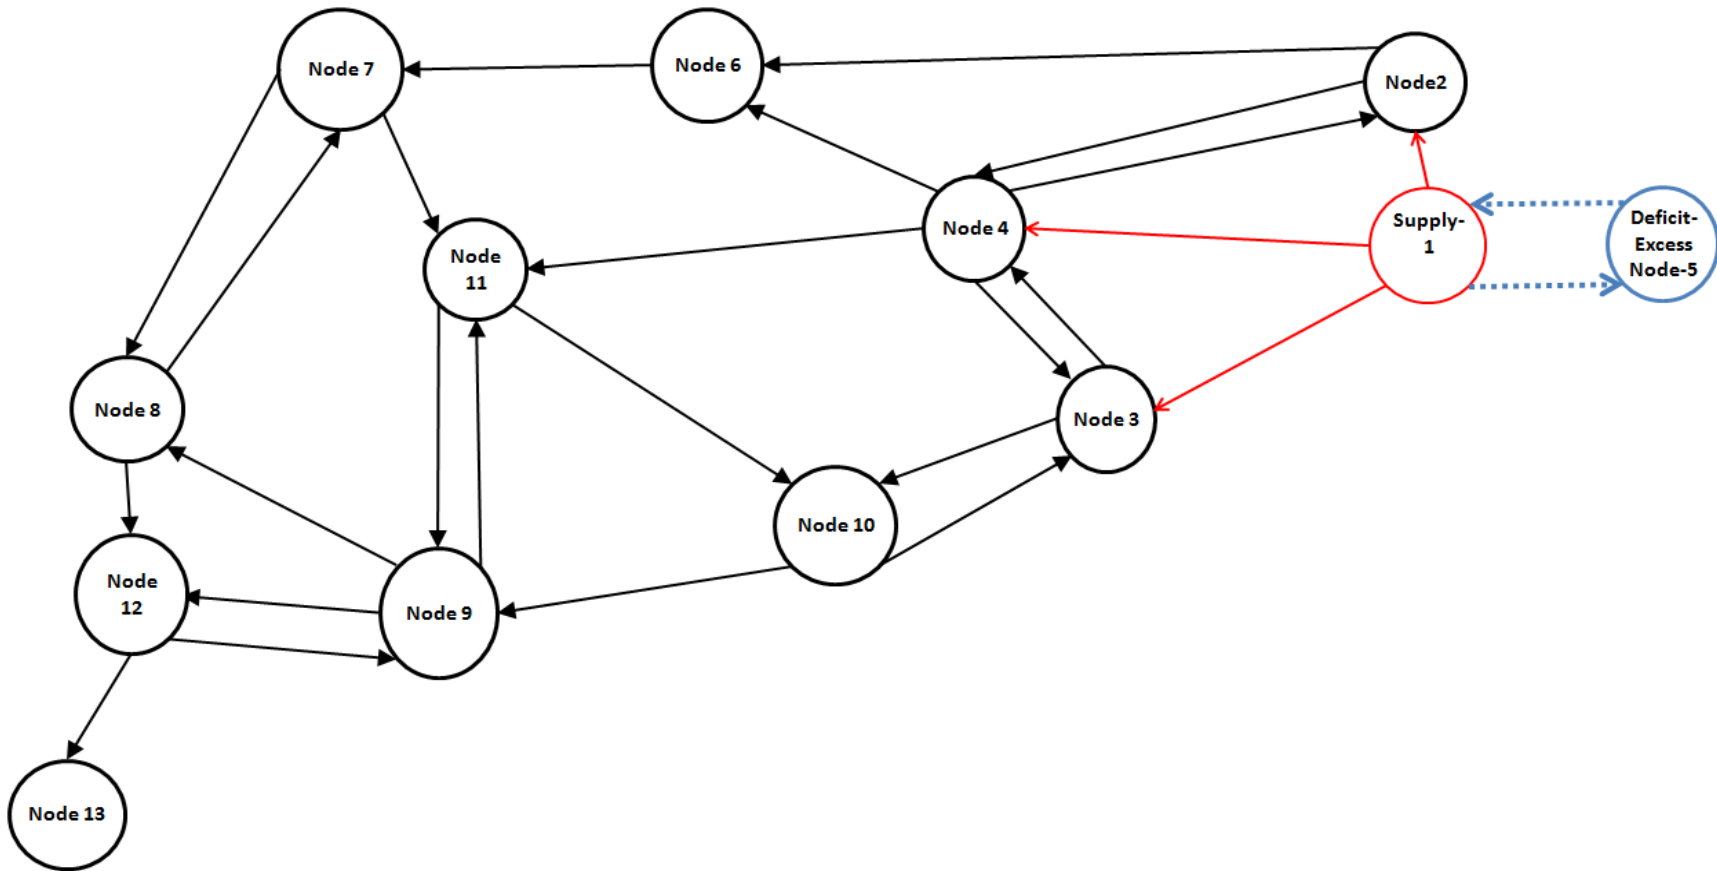 Node 7
Node 6
Node2
Node 4
Supply-
1
Deficit-
Excess
Node-5
Node
11
Node 8
Node 3
Node 10
Node
12
Node 9
Node 13